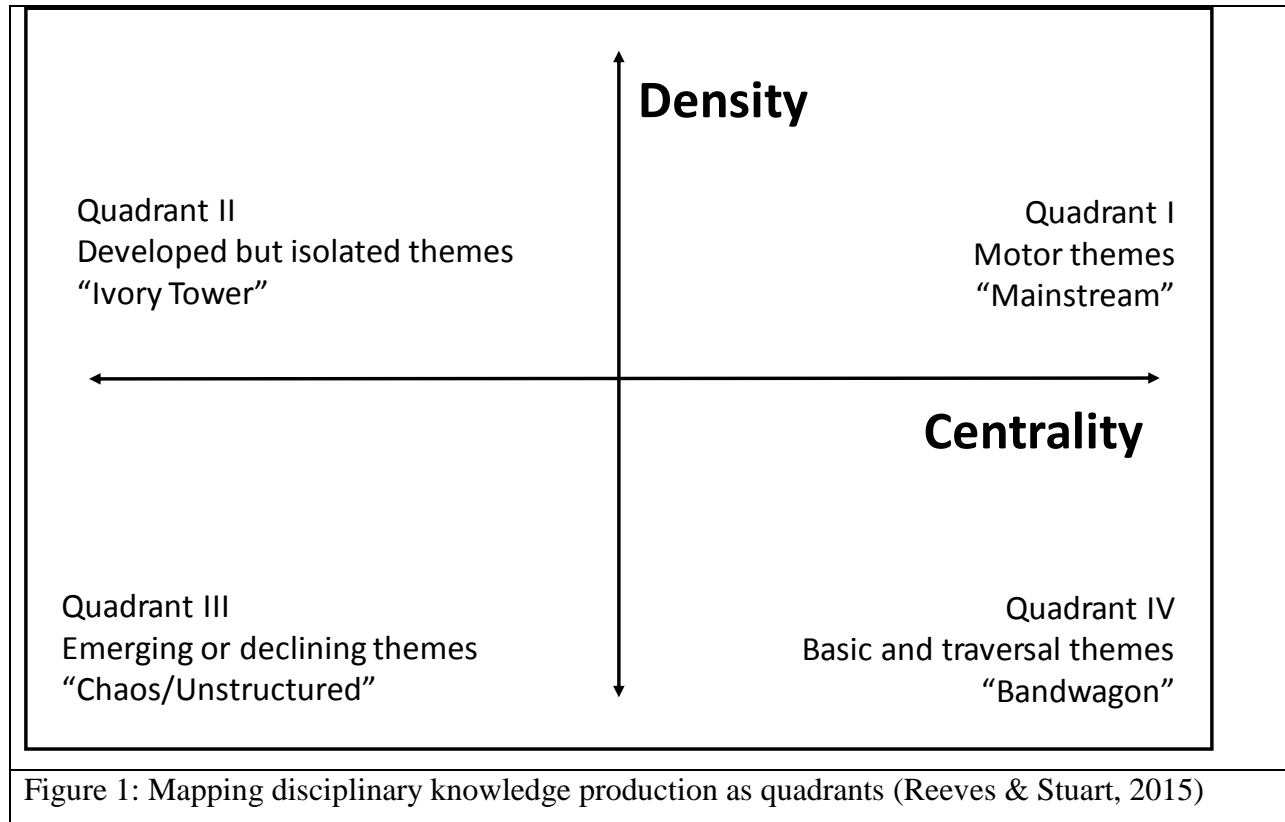 Density
Quadrant II
Developed but isolated themes
“Ivory Tower”
Quadrant I
Motor themes
“Mainstream”
Centrality
Quadrant III
Emerging or declining themes
“Chaos/Unstructured”
Quadrant IV
Basic and traversal themes
“Bandwagon”
Figure 1: Mapping disciplinary knowledge production as quadrants (Reeves & Stuart, 2015)